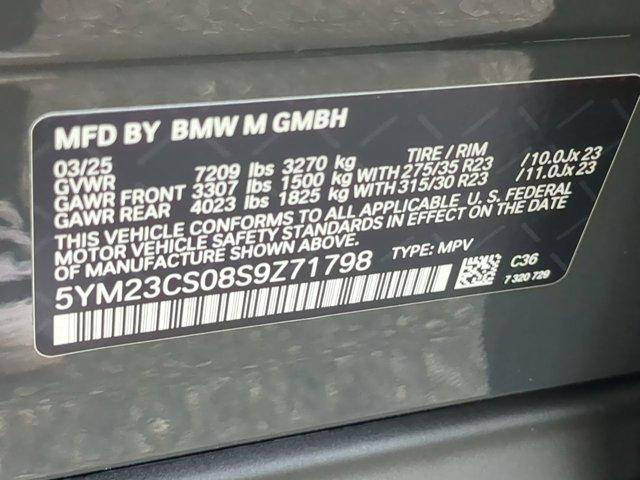 MFD BY BMW M GMBH
03/25
GVWR 7209 lbs 3270 kg TIRE / RIM
GAWR FRONT 3307 lbs 1500 kg WITH 275/35 R23 /10.0Jx23
GAWR REAR 4023 lbs 1825 kg WITH 315/30 R23 /11.0Jx23
THIS VEHICLE CONFORMS TO ALL APPLICABLE U. S. FEDERAL
MOTOR VEHICLE SAFETY STANDARDS IN EFFECT ON THE DATE
OF MANUFACTURE SHOWN ABOVE.
5YM23CS08S9Z71798 TYPE: MPV
C36
7 320 729